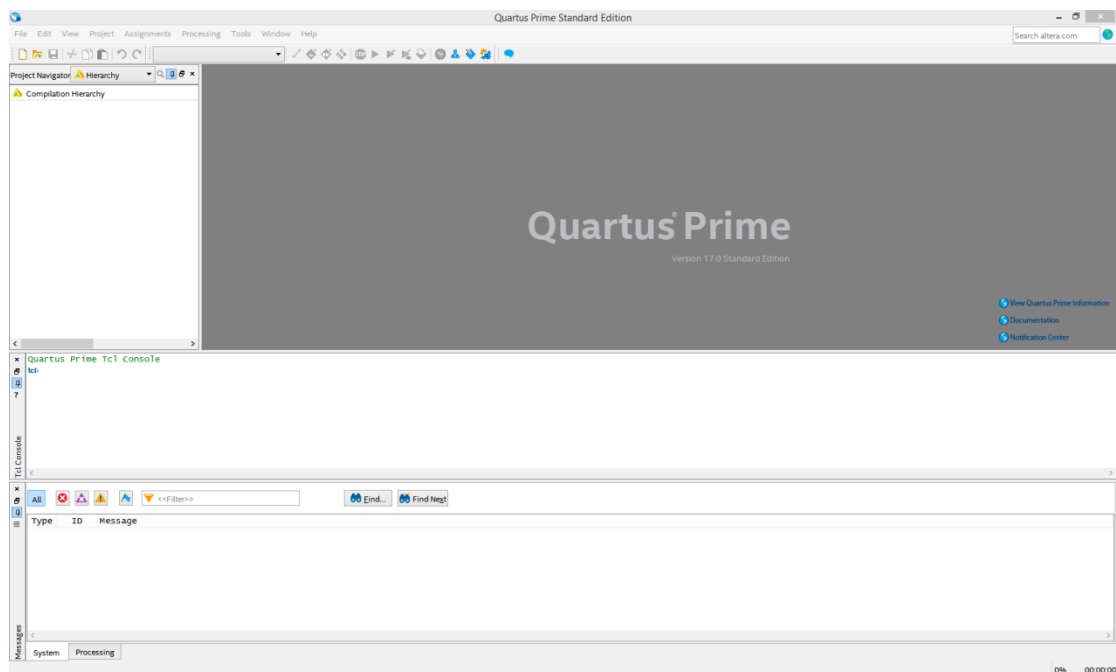 Quartus Prime Standard Edition
File Edit View Project Assignments Processing Tools Window Help
Search altera.com
Project Navigator Hierarchy
Compilation Hierarchy
Quartus® Prime
Version 17.0 Standard Edition
View Quartus Prime Information
Documentation
Notification Center
Quartus Prime Tcl Console
tcl>
Tcl Console
All <<Filter>> Find... Find Next
Type ID Message
Messages
System Processing
0% 00:00:00